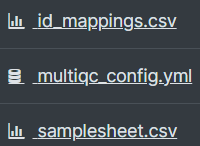 id_mappings.csv
multiqc_config.yml
samplesheet.csv